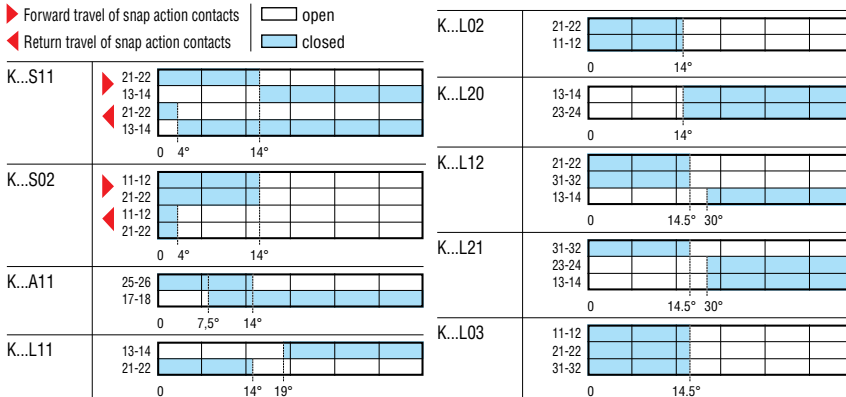 Forward travel of snap action contacts
Return travel of snap action contacts
open
closed
K...S11
21-22
13-14
21-22
13-14
0 4° 14°
K...S02
11-12
21-22
11-12
21-22
0 4° 14°
K...A11
25-26
17-18
0 7,5° 14°
K...L11
13-14
21-22
0 14° 19°
K...L02
21-22
11-12
0 14°
K...L20
13-14
23-24
0 14°
K...L12
21-22
31-32
13-14
0 14.5° 30°
K...L21
31-32
23-24
13-14
0 14.5° 30°
K...L03
11-12
21-22
31-32
0 14.5°